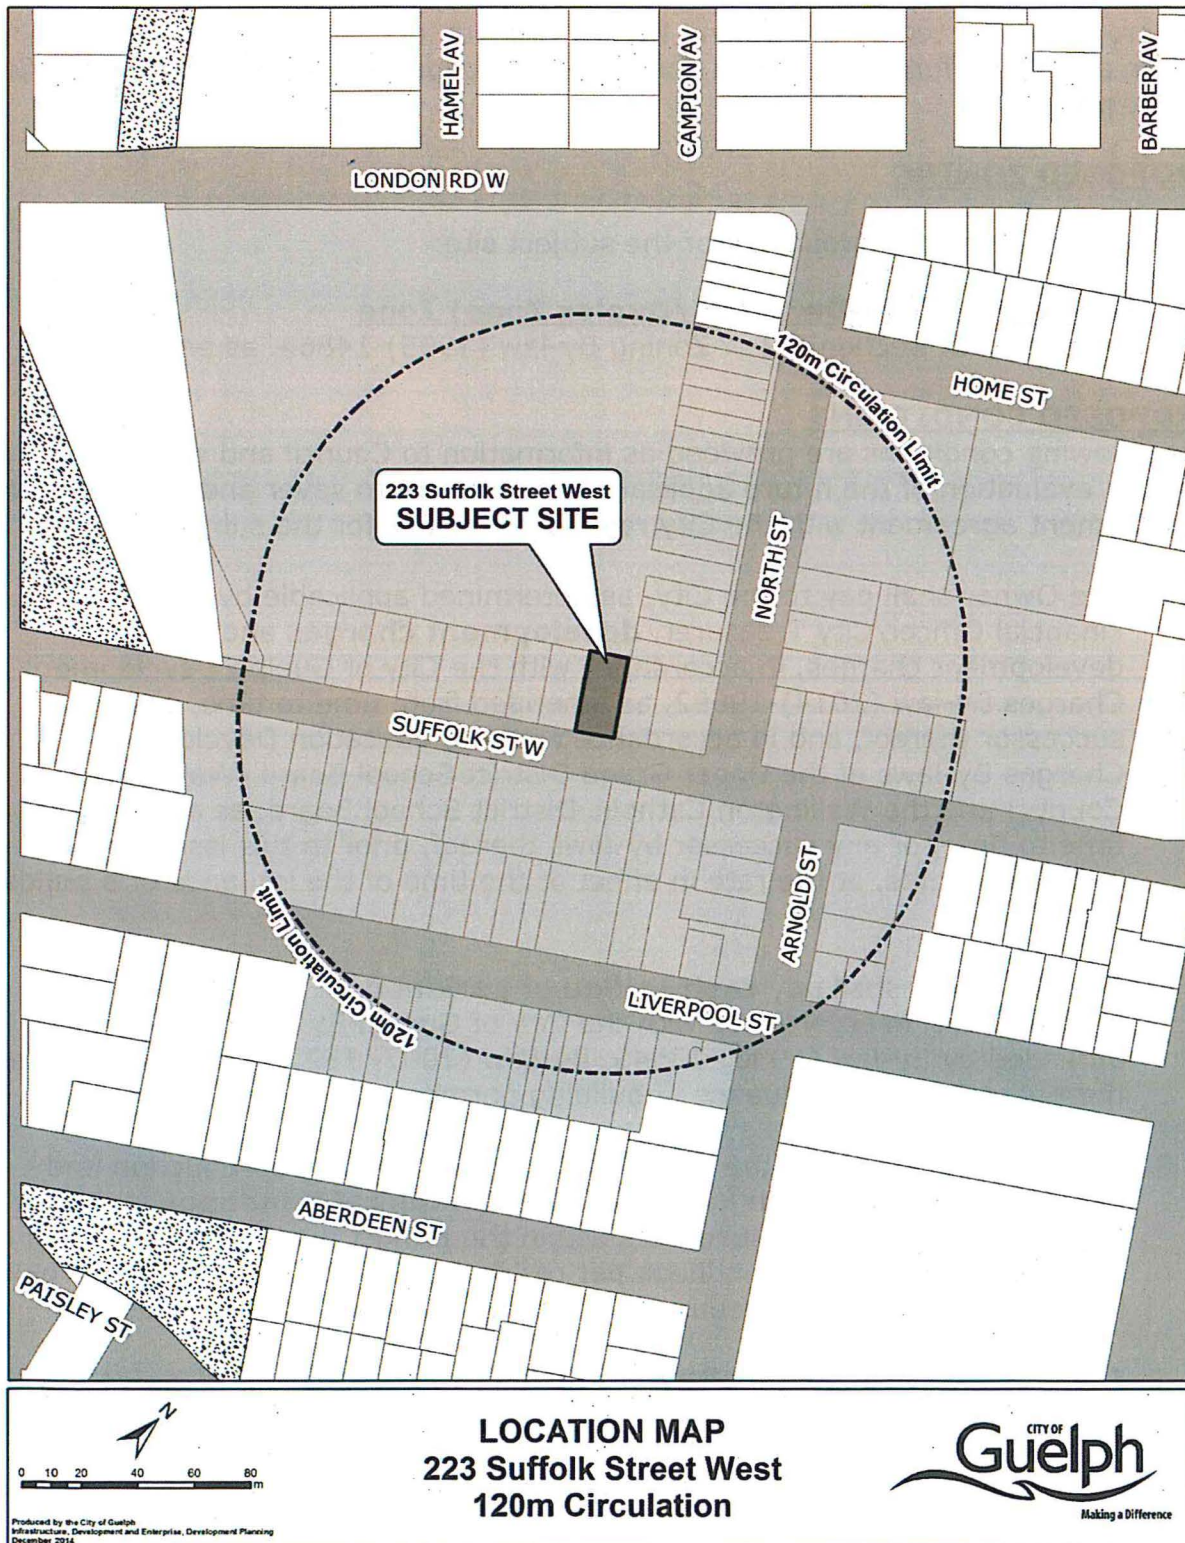 HAMEL AV
CAMPION AV
BARBER AV
LONDON RD W
120m Circulation Limit
HOME ST
223 Suffolk Street West
SUBJECT SITE
NORTH ST
SUFFOLK ST W
ARNOLD ST
120m Circulation Limit
LIVERPOOL ST
ABERDEEN ST
PAISLEY ST
N
0 10 20 40 60 80
m
Produced by the City of Guelph
Infrastructure, Development and Enterprise, Development Planning
December 2014
LOCATION MAP
223 Suffolk Street West
120m Circulation
CITY OF
Guelph
Making a Difference